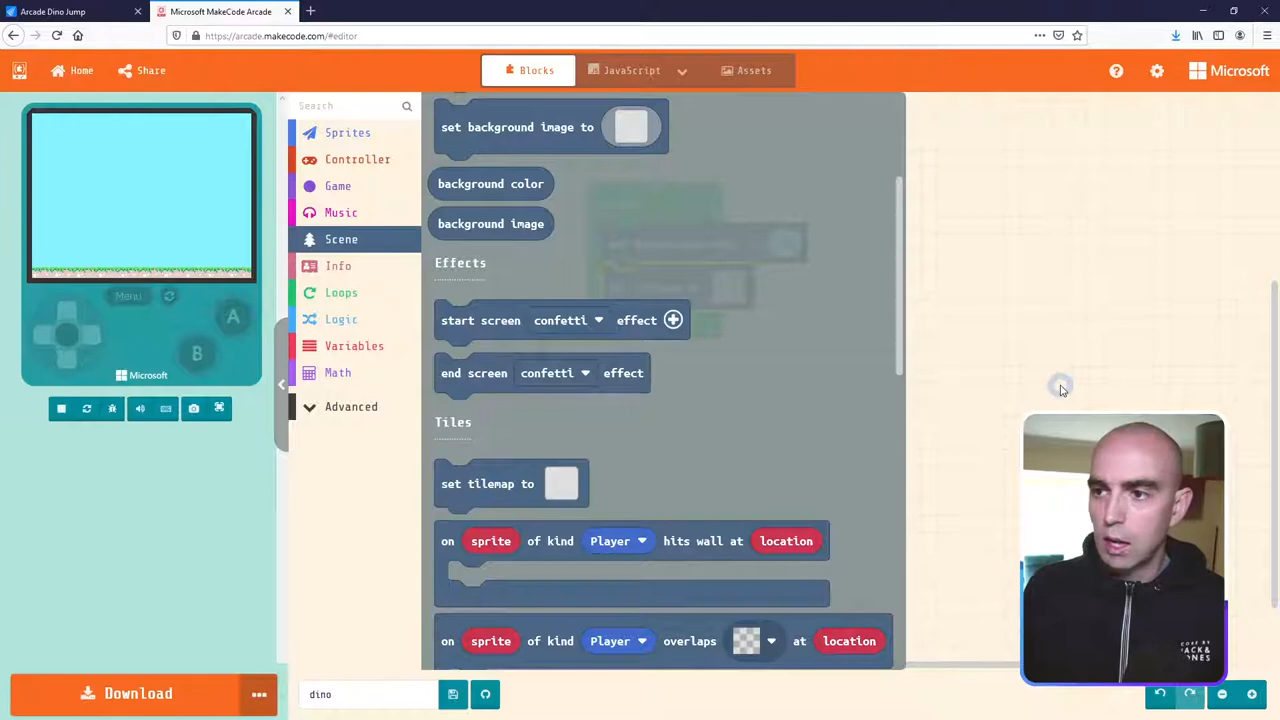 Arcade Dino Jump
Microsoft MakeCode Arcade
https://arcade.makecode.com/#editor
Home
Share
Blocks
JavaScript
Assets
Microsoft
Search
Sprites
Controller
Game
Music
Scene
Info
Loops
Logic
Variables
Math
Advanced
Menu
A
B
Microsoft
set background image to
background color
background image
Effects
start screen confetti effect
end screen confetti effect
Tiles
set tilemap to
on sprite of kind Player hits wall at location
on sprite of kind Player overlaps at location
Download
dino